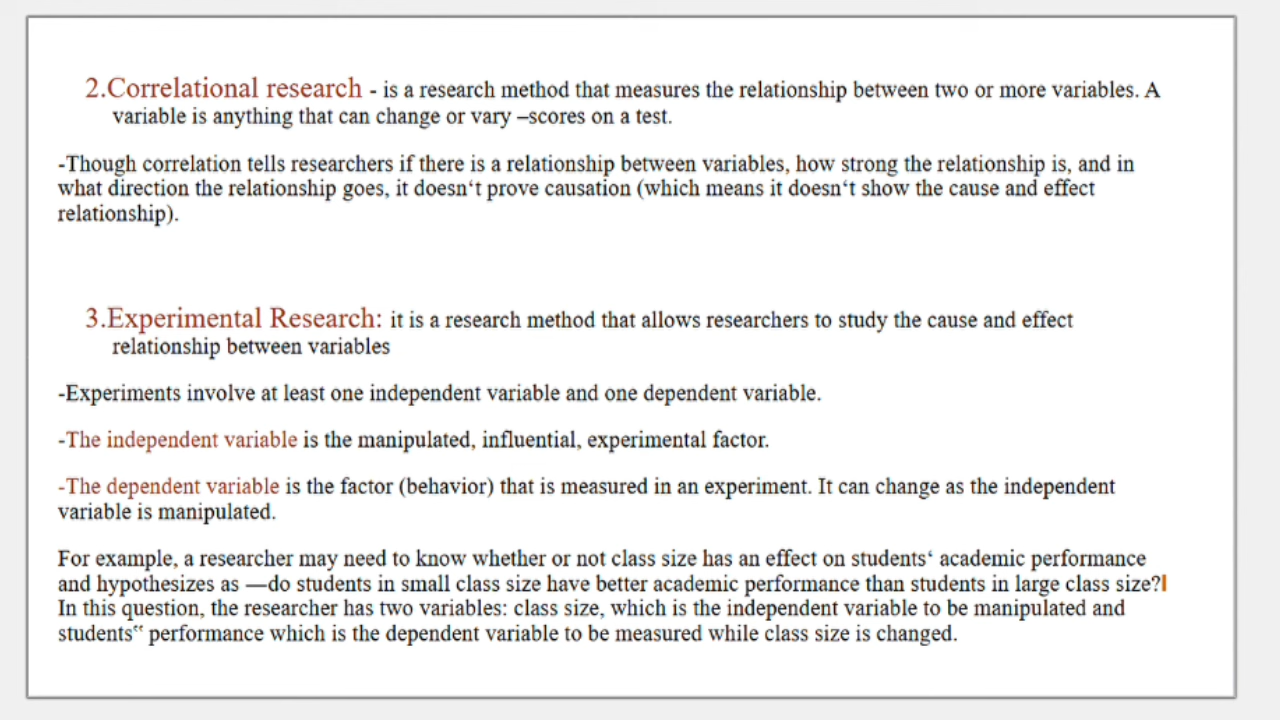 2.Correlational research - is a research method that measures the relationship between two or more variables. A
variable is anything that can change or vary –scores on a test.
-Though correlation tells researchers if there is a relationship between variables, how strong the relationship is, and in
what direction the relationship goes, it doesn‘t prove causation (which means it doesn‘t show the cause and effect
relationship).
3.Experimental Research: it is a research method that allows researchers to study the cause and effect
relationship between variables
-Experiments involve at least one independent variable and one dependent variable.
-The independent variable is the manipulated, influential, experimental factor.
-The dependent variable is the factor (behavior) that is measured in an experiment. It can change as the independent
variable is manipulated.
For example, a researcher may need to know whether or not class size has an effect on students‘ academic performance
and hypothesizes as ―do students in small class size have better academic performance than students in large class size?‖
In this question, the researcher has two variables: class size, which is the independent variable to be manipulated and
students‟ performance which is the dependent variable to be measured while class size is changed.